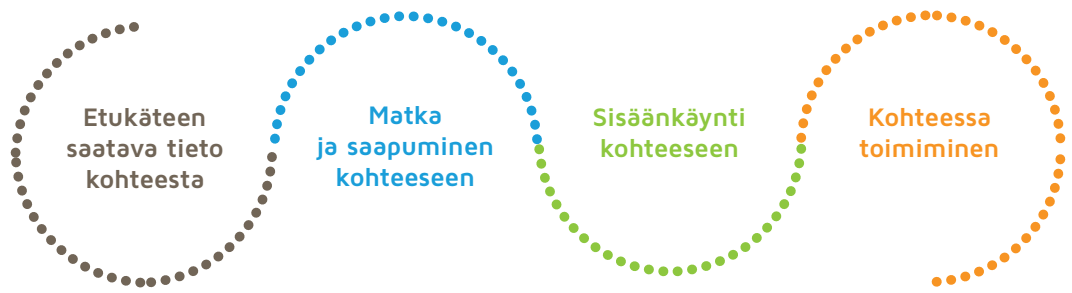 Etukäteen
saatava tieto
kohteesta
Matka
ja saapuminen
kohteeseen
Sisäänkäynti
kohteeseen
Kohteessa
toimiminen